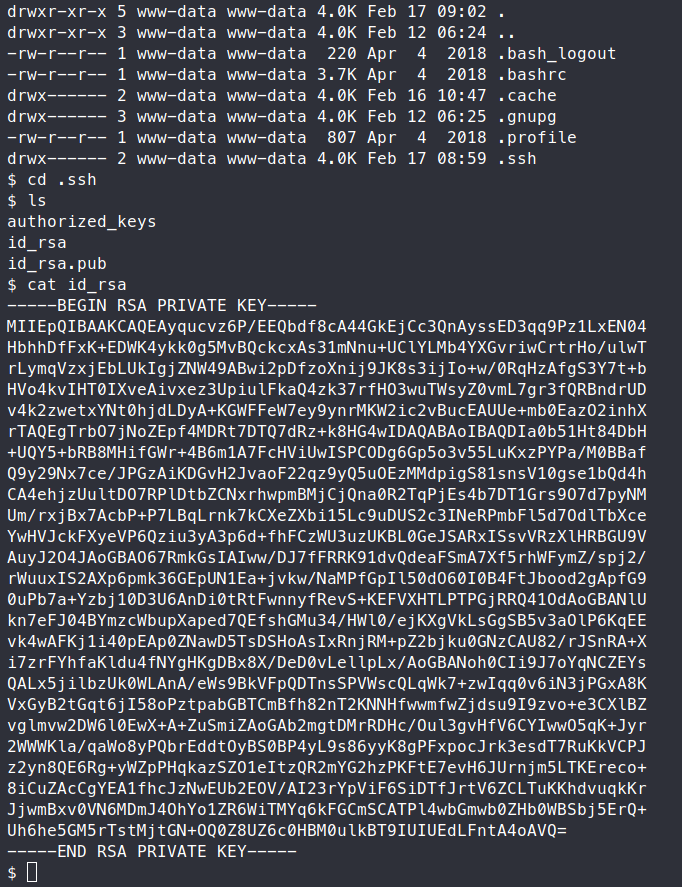 drwxr-xr-x 5 www-data www-data 4.0K Feb 17 09:02 .
drwxr-xr-x 3 www-data www-data 4.0K Feb 12 06:24 ..
-rw-r--r-- 1 www-data www-data  220 Apr  4  2018 .bash_logout
-rw-r--r-- 1 www-data www-data 3.7K Apr  4  2018 .bashrc
drwx------ 2 www-data www-data 4.0K Feb 16 10:47 .cache
drwx------ 3 www-data www-data 4.0K Feb 12 06:25 .gnupg
-rw-r--r-- 1 www-data www-data  807 Apr  4  2018 .profile
drwx------ 2 www-data www-data 4.0K Feb 17 08:59 .ssh
$ cd .ssh
$ ls
authorized_keys
id_rsa
id_rsa.pub
$ cat id_rsa
-----BEGIN RSA PRIVATE KEY-----
MIIEpQIBAAKCAQEAyqucvz6P/EEQbdf8cA44GkEjCc3QnAyssED3qq9Pz1LxEN04
HbhhDfFxK+EDWK4ykk0g5MvBQckcxAs31mNnu+UClYLMb4YXGvriwCrtrHo/ulwT
rLymqVzxjEbLUkIgjZNW49ABwi2pDfzoXnij9JK8s3ijIo+w/0RqHzAfgS3Y7t+b
HVo4kvIHT0IXveAivxez3UpiulFkaQ4zk37rfHO3wuTWsyZ0vmL7gr3fQRBndrUD
v4k2zwetxYNt0hjdLDyA+KGWFFeW7ey9ynrMKW2ic2vBucEAUUe+mb0EazO2inhX
rTAQEgTrbO7jNoZEpf4MDRt7DTQ7dRz+k8HG4wIDAQABAoIBAQDIa0b51Ht84DbH
+UQY5+bRB8MHifGWr+4B6m1A7FcHViUwISPCODg6Gp5o3v55LuKxzPYPa/M0BBaf
Q9y29Nx7ce/JPGzAiKDGvH2JvaoF22qz9yQ5uOEzMMdpigS81snsV10gse1bQd4h
CA4ehjzUultDO7RPlDtbZCNxrhwpmBMjCjQna0R2TqPjEs4b7DT1Grs9O7d7pyNM
Um/rxjBx7AcbP+P7LBqLrnk7kCXeZXbi15Lc9uDUS2c3INeRPmbFl5d7OdlTbXce
YwHVJckFXyeVP6Qziu3yA3p6d+fhFCzWU3uzUKBL0GeJSARxISsvVRzXlHRBGU9V
AuyJ2O4JAoGBAO67RmkGsIAIww/DJ7fFRRK91dvQdeaFSmA7Xf5rhWFymZ/spj2/
rWuuxIS2AXp6pmk36GEpUN1Ea+jvkw/NaMPfGpIl50dO60I0B4FtJbood2gApfG9
0uPb7a+Yzbj10D3U6AnDi0tRtFwnnyfRevS+KEFVXHTLPTPGjRRQ41OdAoGBANlU
kn7eFJ04BYmzcWbupXaped7QEfshGMu34/HWl0/ejKXgVkLsGgSB5v3aOlP6KqEE
vk4wAFKj1i40pEAp0ZNawD5TsDSHoAsIxRnjRM+pZ2bjku0GNzCAU82/rJSnRA+X
i7zrFYhfaKldu4fNYgHKgDBx8X/DeD0vLellpLx/AoGBANoh0CIi9J7oYqNCZEYs
QALx5jilbzUk0WLAnA/eWs9BkVFpQDTnsSPVWscQLqWk7+zwIqq0v6iN3jPGxA8K
VxGyB2tGqt6jI58oPztpabGBTCmBfh82nT2KNNHfwwmfwZjdsu9I9zvo+e3CXlBZ
vglmvw2DW6l0EwX+A+ZuSmiZAoGAb2mgtDMrRDHc/Oul3gvHfV6CYIwwO5qK+Jyr
2WWWKla/qaWo8yPQbrEddtOyBS0BP4yL9s86yyK8gPFxpocJrk3esdT7RuKkVCPJ
z2yn8QE6Rg+yWZpPHqkazSZO1eItzQR2mYG2hzPKFtE7evH6JUrnjm5LTKEreco+
8iCuZAcCgYEA1fhcJzNwEUb2EOV/AI23rYpViF6SiDTfJrtV6ZCLTuKKhdvuqkKr
JjwmBxv0VN6MDmJ4OhYo1ZR6WiTMYq6kFGCmSCATPl4wbGmwb0ZHb0WBSbj5ErQ+
Uh6he5GM5rTstMjtGN+OQ0Z8UZ6c0HBM0ulkBT9IUIUEdLFntA4oAVQ=
-----END RSA PRIVATE KEY-----
$